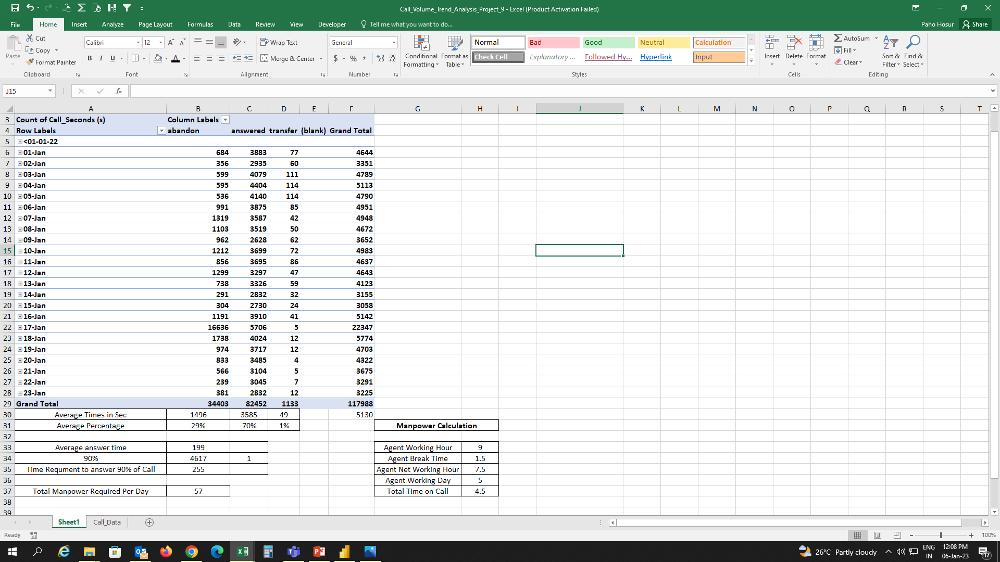 Call_Volume_Trend_Analysis_Project_9 - Excel (Product Activation Failed)
File Home Insert Analyze Page Layout Formulas Data Review View Developer Tell me what you want to do... Paho Hosur Share
Paste Cut Copy Format Painter Clipboard
Calibri 12 B I U A Font
Wrap Text Merge & Center Alignment
General $ % , Number
Conditional Formatting Format as Table
Normal Bad Good Neutral Calculation
Check Cell Explanatory ... Followed Hy... Hyperlink Input
Styles
Insert Delete Format Cells
AutoSum Fill Clear Sort & Filter Find & Select Editing
J15 fx
A B C D E F G H I J K L M N O P Q R S T
3 Count of Call_Seconds (s) Column Labels
4 Row Labels abandon answered transfer (blank) Grand Total
5 <01-01-22
6 01-Jan 684 3883 77 4644
7 02-Jan 356 2935 60 3351
8 03-Jan 599 4079 111 4789
9 04-Jan 595 4404 114 5113
10 05-Jan 536 4140 114 4790
11 06-Jan 991 3875 85 4951
12 07-Jan 1319 3587 42 4948
13 08-Jan 1103 3519 50 4672
14 09-Jan 962 2628 62 3652
15 10-Jan 1212 3699 72 4983
16 11-Jan 856 3695 86 4637
17 12-Jan 1299 3297 47 4643
18 13-Jan 738 3326 59 4123
19 14-Jan 291 2832 32 3155
20 15-Jan 304 2730 24 3058
21 16-Jan 1191 3910 41 5142
22 17-Jan 16636 5706 5 22347
23 18-Jan 1738 4024 12 5774
24 19-Jan 974 3717 12 4703
25 20-Jan 833 3485 4 4322
26 21-Jan 566 3104 5 3675
27 22-Jan 239 3045 7 3291
28 23-Jan 381 2832 12 3225
29 Grand Total 34403 82452 1133 117988
30 Average Times in Sec 1496 3585 49 5130
31 Average Percentage 29% 70% 1% Manpower Calculation
32
33 Average answer time 199 Agent Working Hour 9
34 90% 4617 1 Agent Break Time 1.5
35 Time Requment to answer 90% of Call 255 Agent Net Working Hour 7.5
36 Agent Working Day 5
37 Total Manpower Required Per Day 57 Total Time on Call 4.5
38
39
Sheet1 Call_Data
Ready 100%
26°C Partly cloudy ENG IN 12:08 PM 06-Jan-23 17